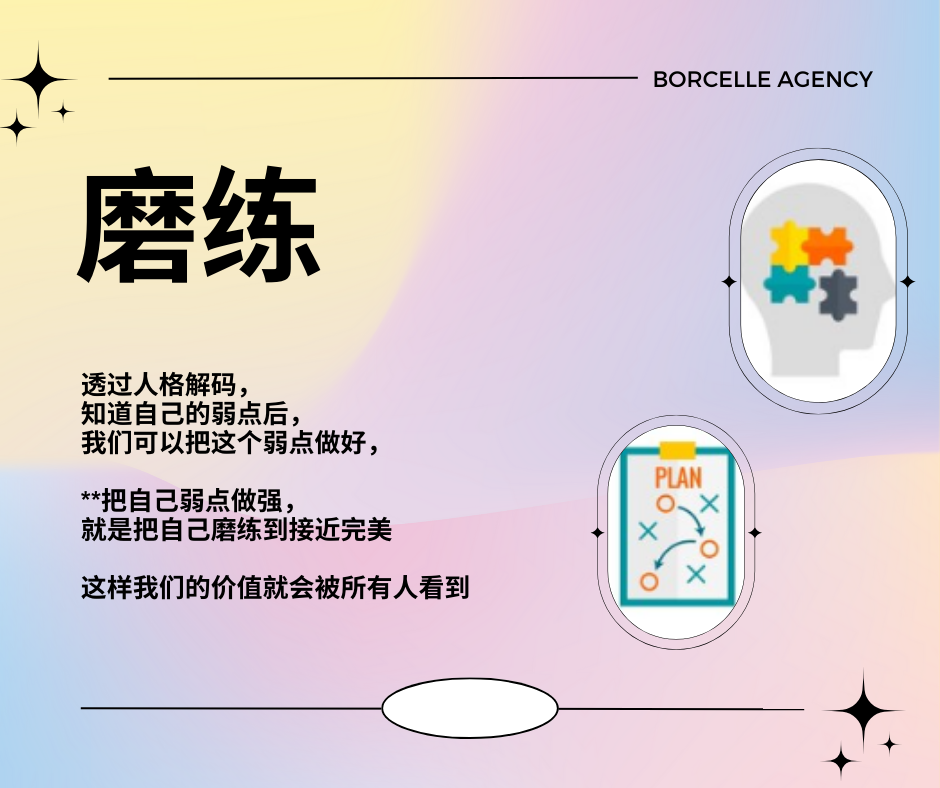 BORCELLE AGENCY
磨练
透过人格解码，
知道自己的弱点后，
我们可以把这个弱点做好，
**把自己弱点做强，
就是把自己磨练到接近完美
这样我们的价值就会被所有人看到
PLAN